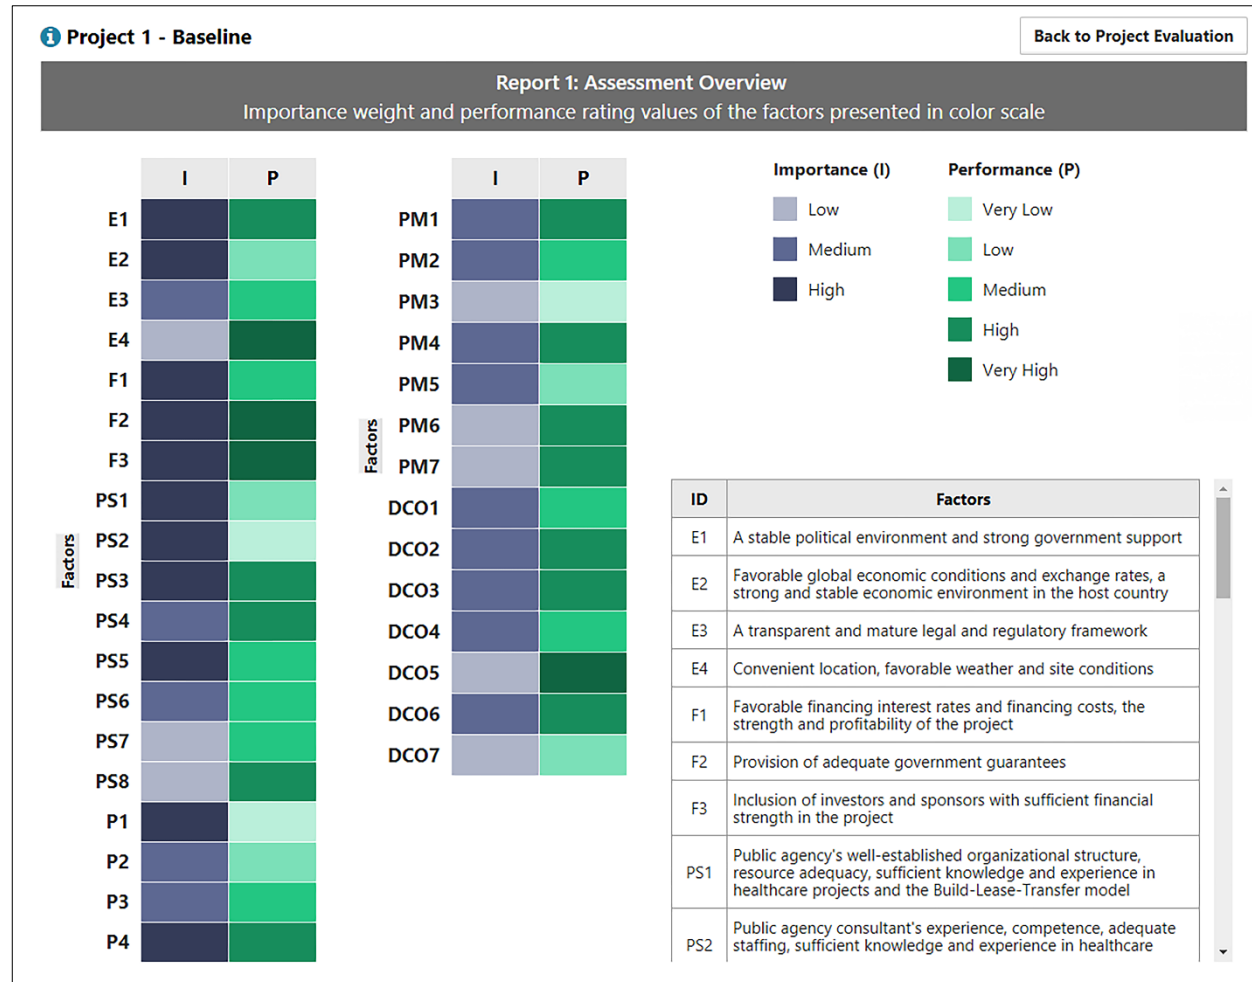 Project 1 - Baseline
Back to Project Evaluation
Report 1: Assessment Overview
Importance weight and performance rating values of the factors presented in color scale
I P
E1
E2
E3
E4
F1
F2
F3
PS1
PS2
PS3
PS4
PS5
PS6
PS7
PS8
P1
P2
P3
P4
Factors
I P
PM1
PM2
PM3
PM4
PM5
PM6
PM7
DCO1
DCO2
DCO3
DCO4
DCO5
DCO6
DCO7
Factors
Importance (I)
Low
Medium
High
Performance (P)
Very Low
Low
Medium
High
Very High
ID Factors
E1 A stable political environment and strong government support
E2 Favorable global economic conditions and exchange rates, a
strong and stable economic environment in the host country
E3 A transparent and mature legal and regulatory framework
E4 Convenient location, favorable weather and site conditions
F1 Favorable financing interest rates and financing costs, the
strength and profitability of the project
F2 Provision of adequate government guarantees
F3 Inclusion of investors and sponsors with sufficient financial
strength in the project
PS1 Public agency's well-established organizational structure,
resource adequacy, sufficient knowledge and experience in
healthcare projects and the Build-Lease-Transfer model
PS2 Public agency consultant's experience, competence, adequate
staffing, sufficient knowledge and experience in healthcare